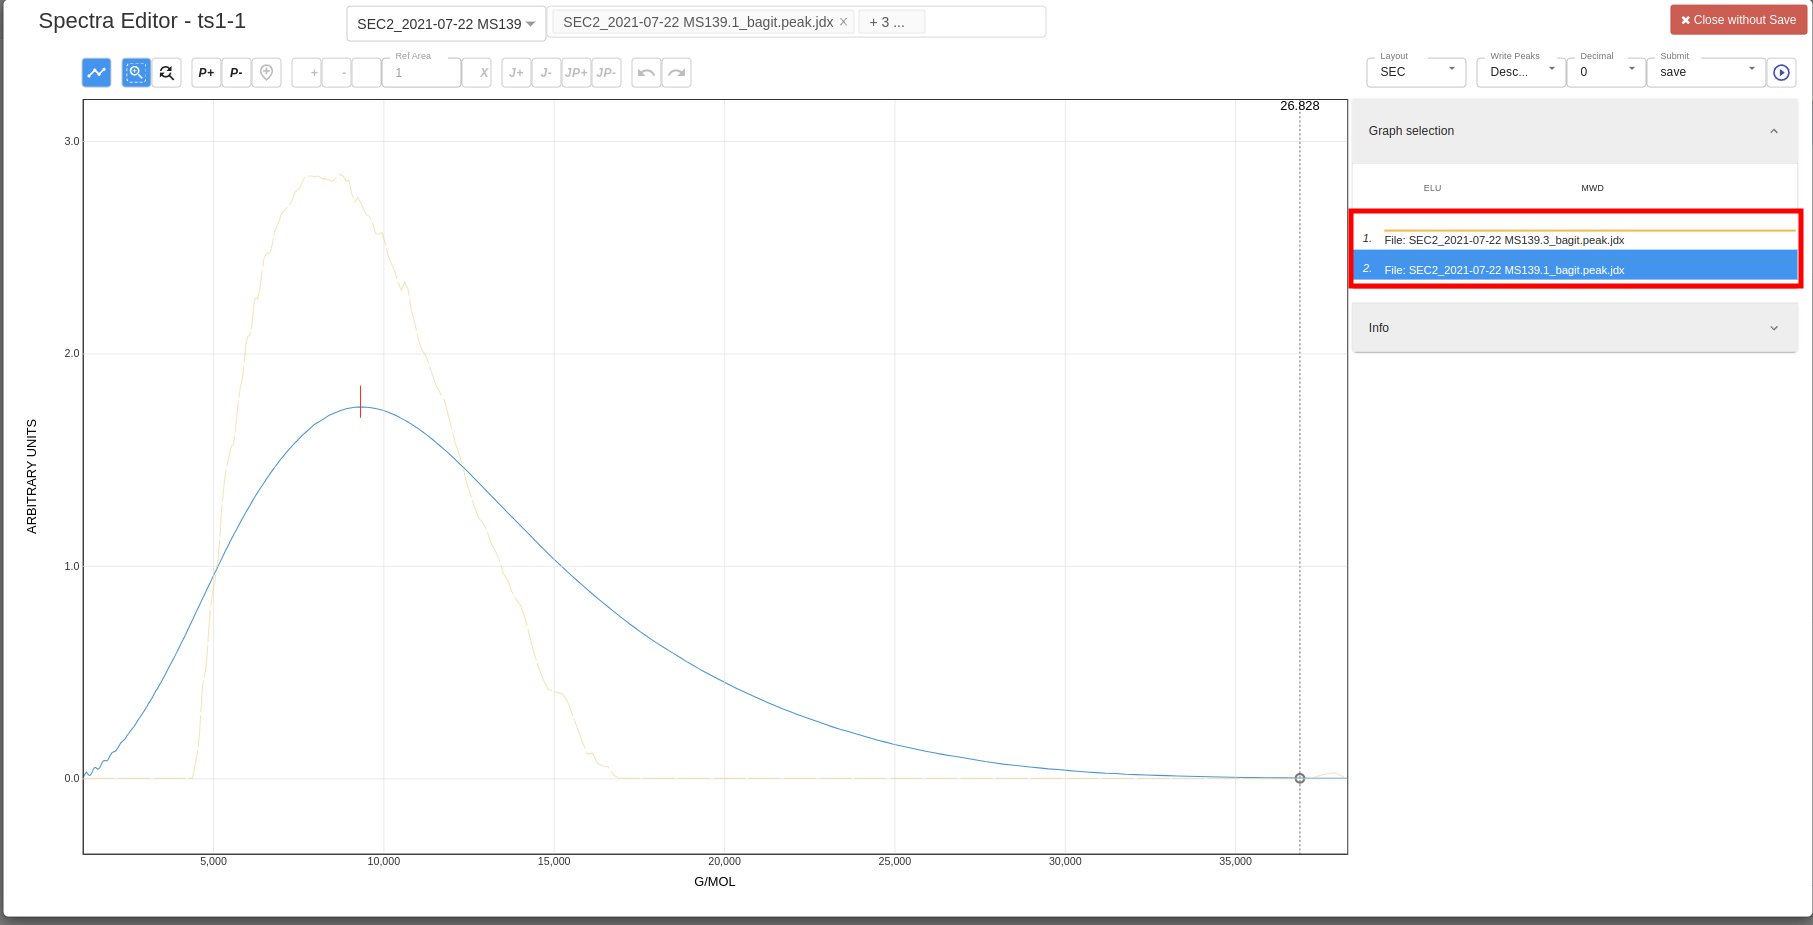 Spectra Editor - ts1-1
SEC2_2021-07-22 MS139
SEC2_2021-07-22 MS139.1_bagit.peak.jdx X
+ 3 ...
Close without Save
P+
P-
+
-
Ref Area
1
X
J+
J-
JP+
JP-
Layout
SEC
Write Peaks
Desc...
Decimal
0
Submit
save
26.828
3.0
2.0
1.0
0.0
ARBITRARY UNITS
5,000
10,000
15,000
20,000
25,000
30,000
35,000
G/MOL
Graph selection
ELU
MWD
1. File: SEC2_2021-07-22 MS139.3_bagit.peak.jdx
2. File: SEC2_2021-07-22 MS139.1_bagit.peak.jdx
Info